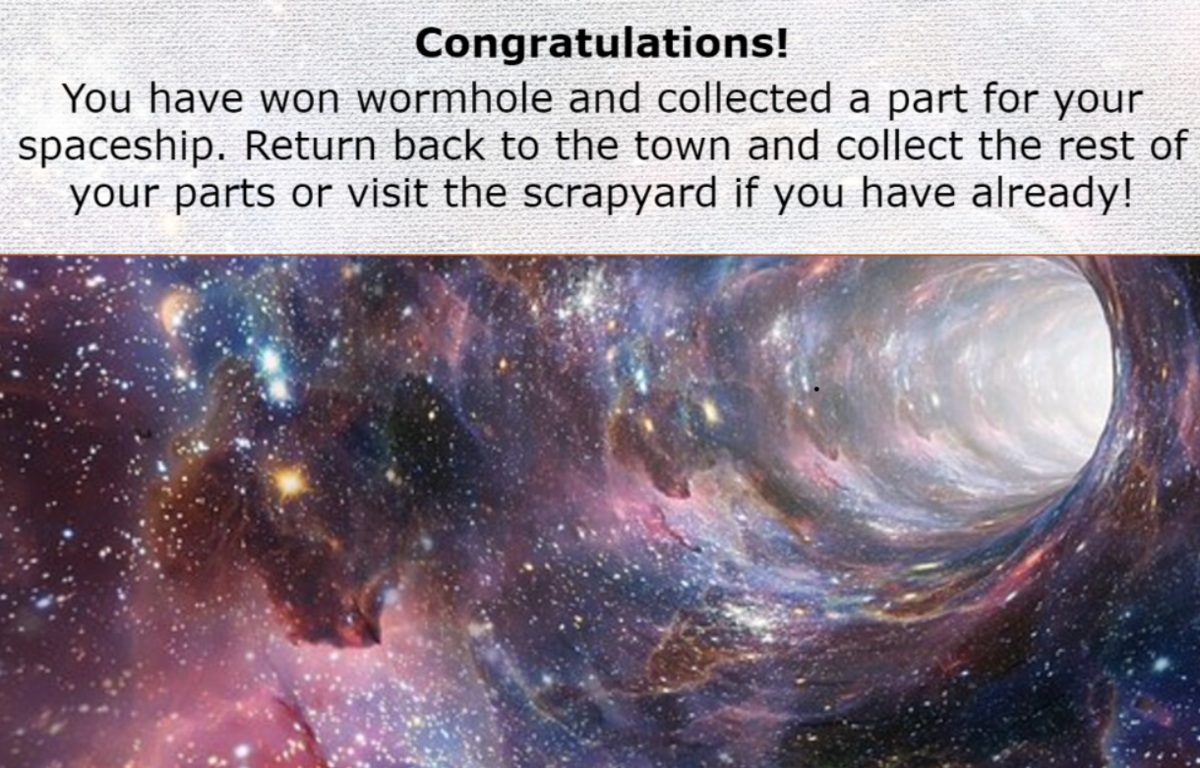 Congratulations!
You have won wormhole and collected a part for your
spaceship. Return back to the town and collect the rest of
your parts or visit the scrapyard if you have already!